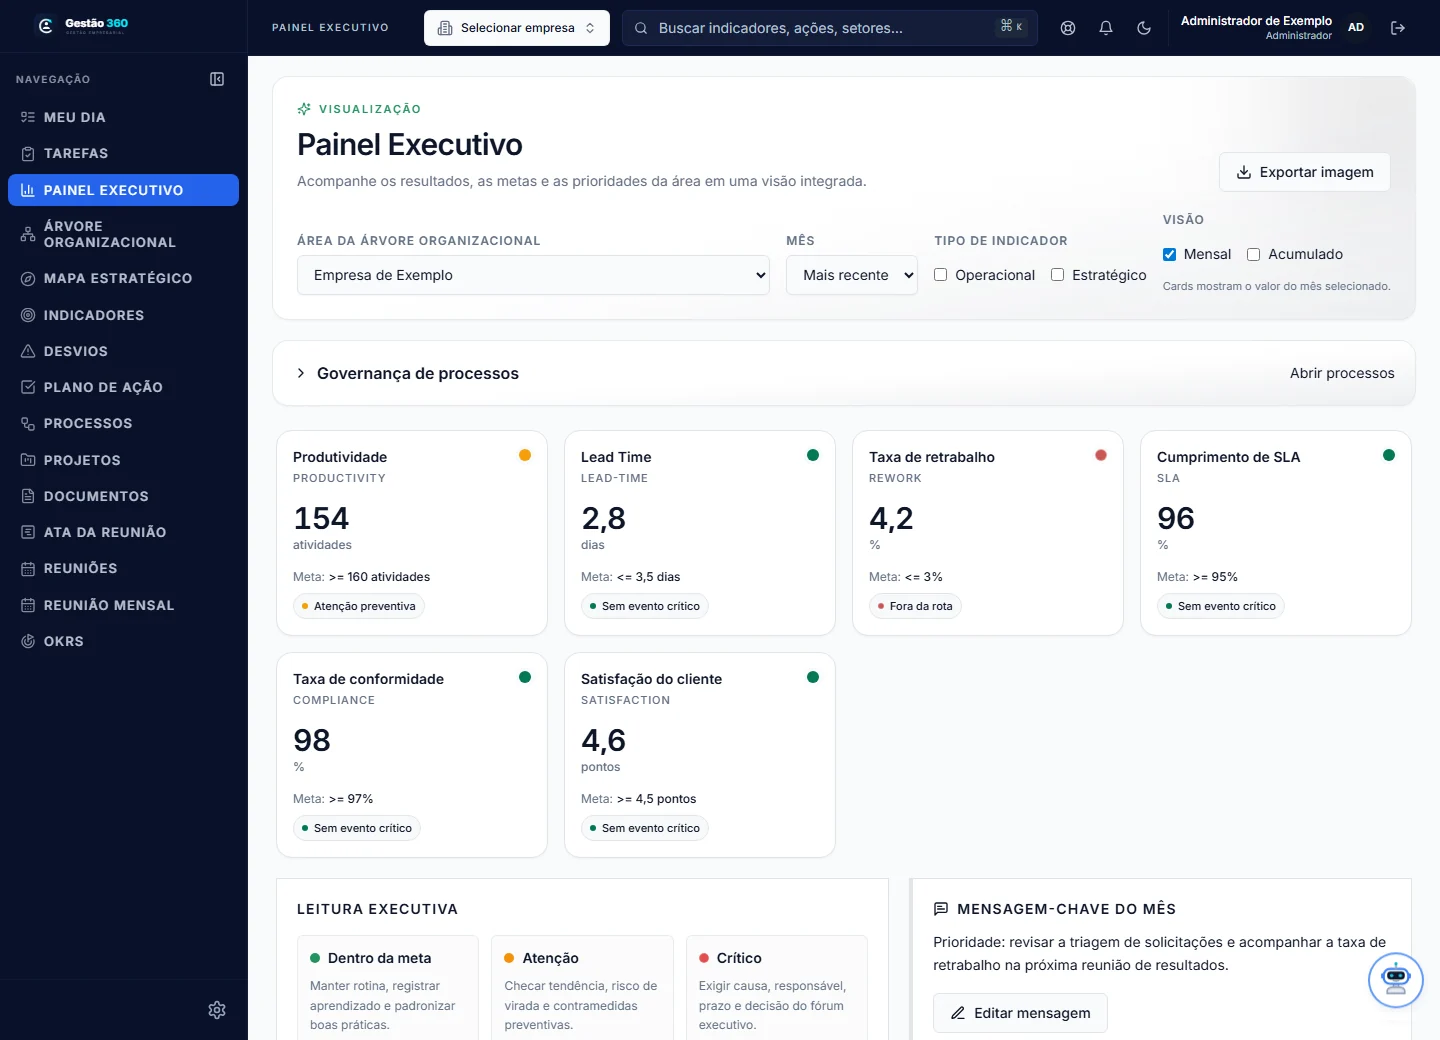 Gestão 360
GESTÃO EMPRESARIAL
PAINEL EXECUTIVO
Selecionar empresa
Buscar indicadores, ações, setores...
⌘ K
Administrador de Exemplo
Administrador
AD
NAVEGAÇÃO
MEU DIA
TAREFAS
PAINEL EXECUTIVO
ÁRVORE
ORGANIZACIONAL
MAPA ESTRATÉGICO
INDICADORES
DESVIOS
PLANO DE AÇÃO
PROCESSOS
PROJETOS
DOCUMENTOS
ATA DA REUNIÃO
REUNIÕES
REUNIÃO MENSAL
OKRS
VISUALIZAÇÃO
Painel Executivo
Acompanhe os resultados, as metas e as prioridades da área em uma visão integrada.
Exportar imagem
ÁREA DA ÁRVORE ORGANIZACIONAL
Empresa de Exemplo
MÊS
Mais recente
TIPO DE INDICADOR
Operacional
Estratégico
VISÃO
Mensal
Acumulado
Cards mostram o valor do mês selecionado.
Governança de processos
Abrir processos
Produtividade
PRODUCTIVITY
154
atividades
Meta: >= 160 atividades
Atenção preventiva
Lead Time
LEAD-TIME
2,8
dias
Meta: <= 3,5 dias
Sem evento crítico
Taxa de retrabalho
REWORK
4,2
%
Meta: <= 3%
Fora da rota
Cumprimento de SLA
SLA
96
%
Meta: >= 95%
Sem evento crítico
Taxa de conformidade
COMPLIANCE
98
%
Meta: >= 97%
Sem evento crítico
Satisfação do cliente
SATISFACTION
4,6
pontos
Meta: >= 4,5 pontos
Sem evento crítico
LEITURA EXECUTIVA
Dentro da meta
Manter rotina, registrar
aprendizado e padronizar
boas práticas.
Atenção
Checar tendência, risco de
virada e contramedidas
preventivas.
Crítico
Exigir causa, responsável,
prazo e decisão do fórum
executivo.
MENSAGEM-CHAVE DO MÊS
Prioridade: revisar a triagem de solicitações e acompanhar a taxa de
retrabalho na próxima reunião de resultados.
Editar mensagem